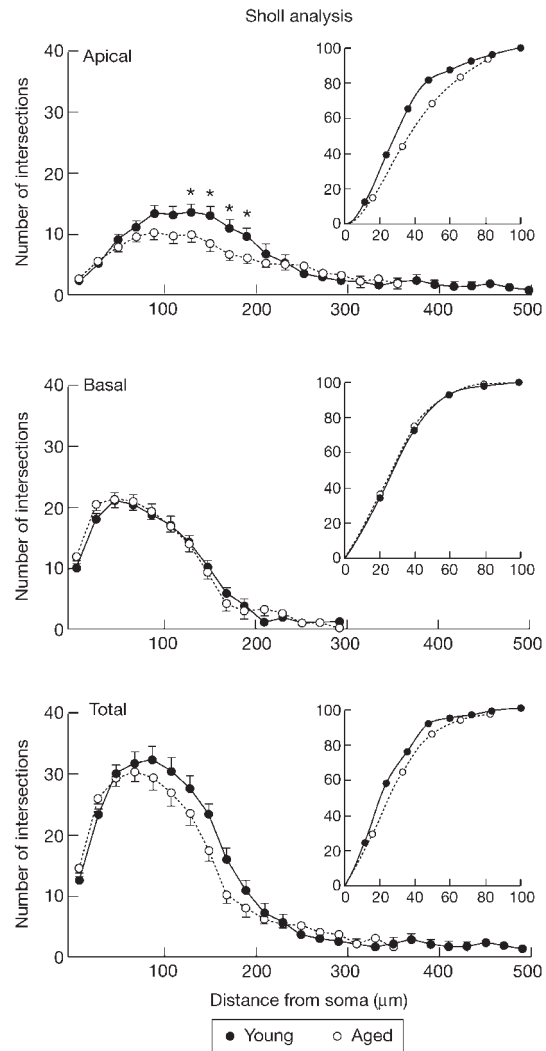 Sholl analysis
Apical
Number of intersections
40
30
20
10
0
100 200 300 400 500
* * * *
100
80
60
40
20
0
0 20 40 60 80 100
Basal
Number of intersections
40
30
20
10
0
100 200 300 400 500
100
80
60
40
20
0
0 20 40 60 80 100
Total
Number of intersections
40
30
20
10
0
100 200 300 400 500
100
80
60
40
20
0
0 20 40 60 80 100
Distance from soma (μm)
Young Aged